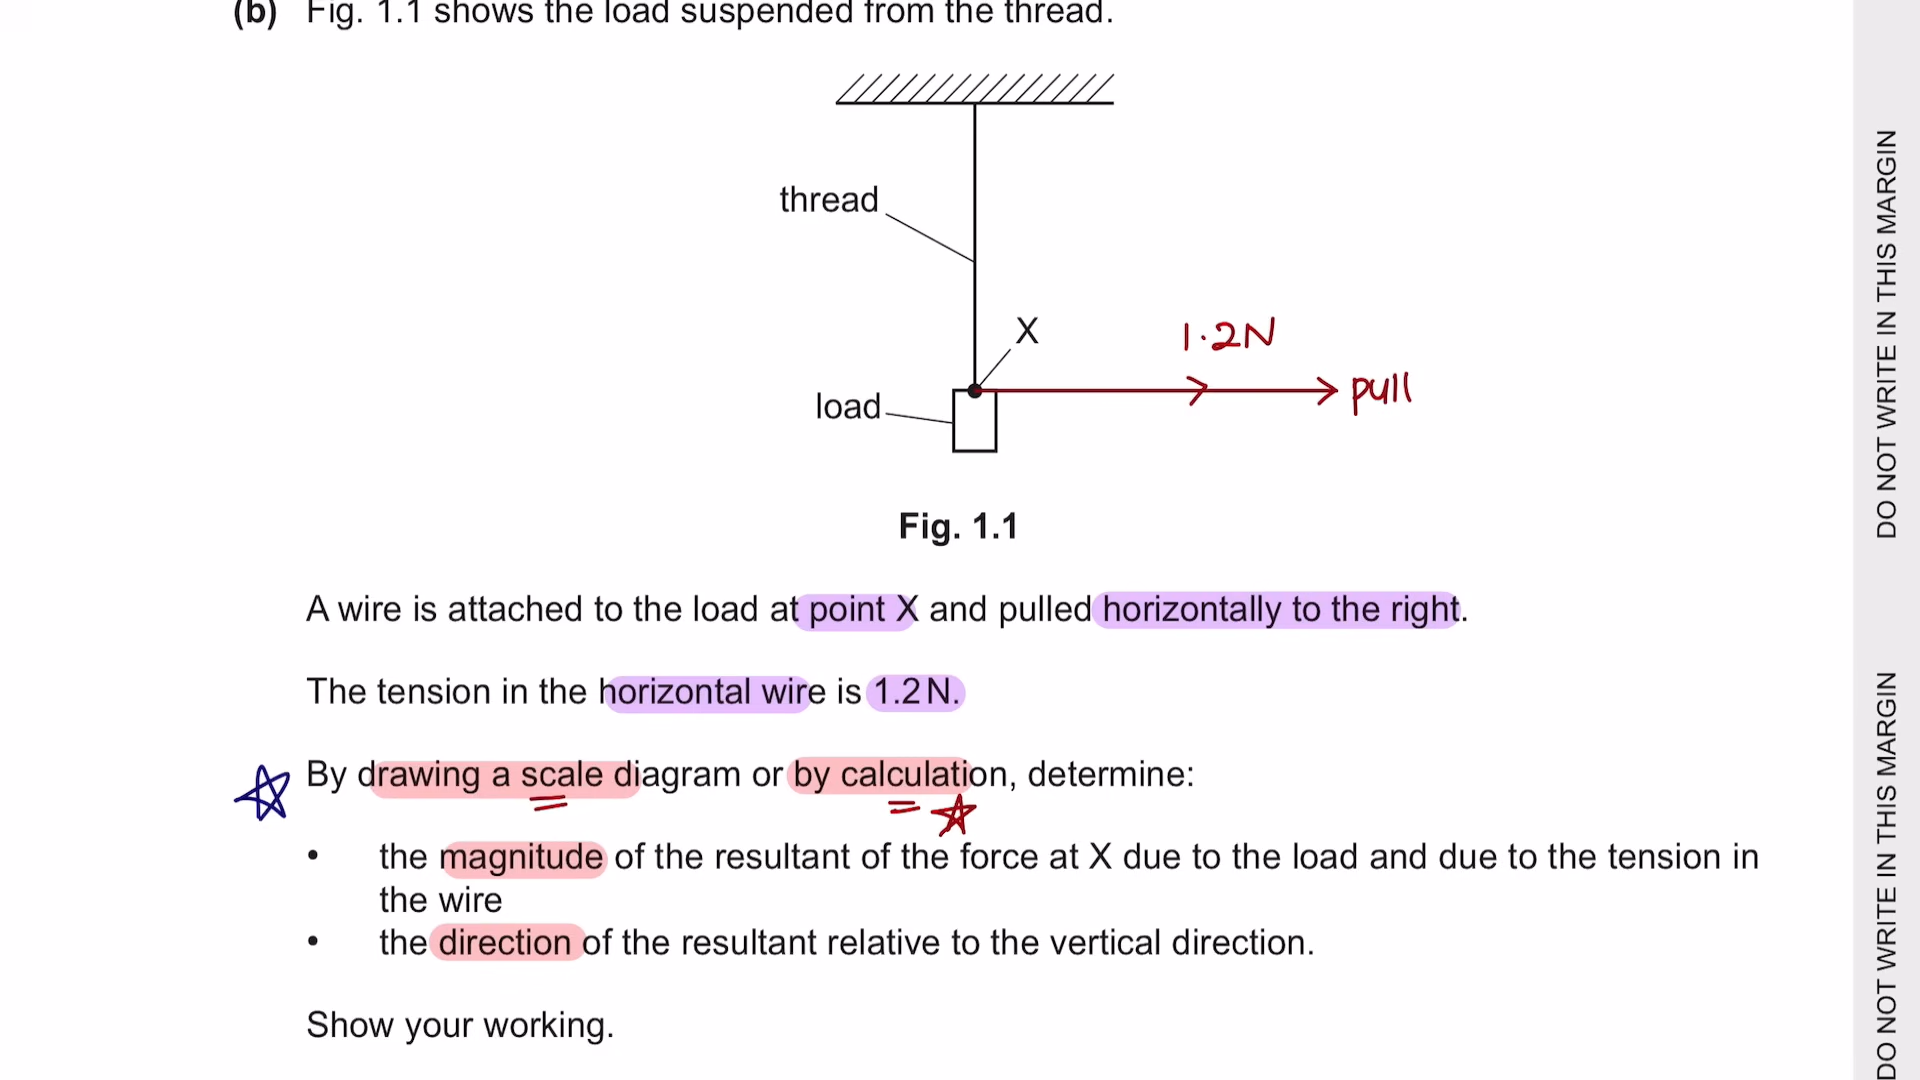 (b) Fig. 1.1 shows the load suspended from the thread.
thread
X
1.2N
load
pull
Fig. 1.1
A wire is attached to the load at point X and pulled horizontally to the right.
The tension in the horizontal wire is 1.2 N.
By drawing a scale diagram or by calculation, determine:
• the magnitude of the resultant of the force at X due to the load and due to the tension in
the wire
• the direction of the resultant relative to the vertical direction.
Show your working.
DO NOT WRITE IN THIS MARGIN
DO NOT WRITE IN THIS MARGIN